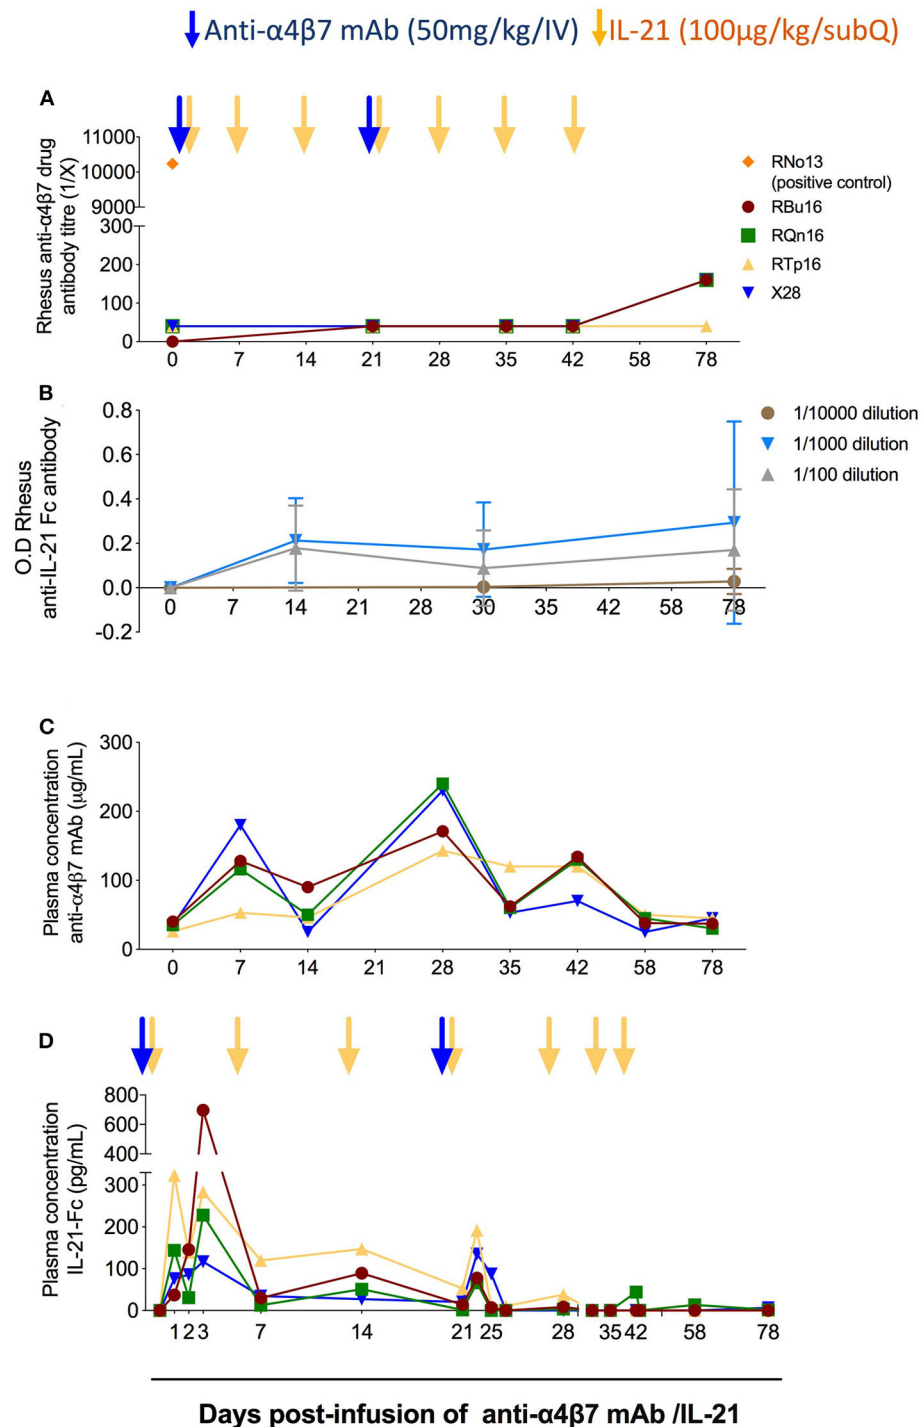 Anti-α4β7 mAb (50mg/kg/IV) IL-21 (100µg/kg/subQ)
A
Rhesus anti-α4β7 drug
antibody titre (1/X)
11000
10000
9000
300
200
100
0
0 7 14 21 28 35 42 58 78
RNo13
(positive control)
RBu16
RQn16
RTp16
X28
B
O.D Rhesus
anti-IL-21 Fc antibody
0.8
0.6
0.4
0.2
0.0
-0.2
0 7 14 21 28 30 35 42 58 78
1/10000 dilution
1/1000 dilution
1/100 dilution
C
Plasma concentration
anti-α4β7 mAb (µg/mL)
300
200
100
0
0 7 14 21 28 35 42 58 78
D
Plasma concentration
IL-21-Fc (pg/mL)
800
600
400
300
200
100
0
1 2 3 7 14 21 25 28 35 42 58 78
Days post-infusion of anti-α4β7 mAb /IL-21